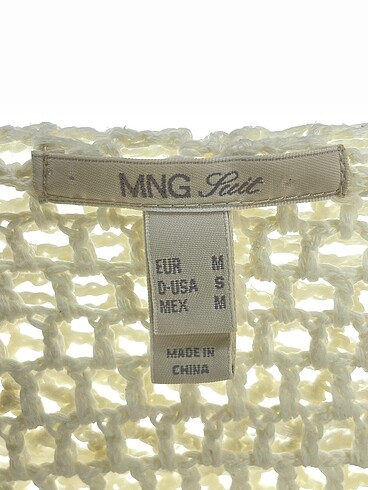 MNG Suit
EUR M
D-USA S
MEX M
MADE IN
CHINA